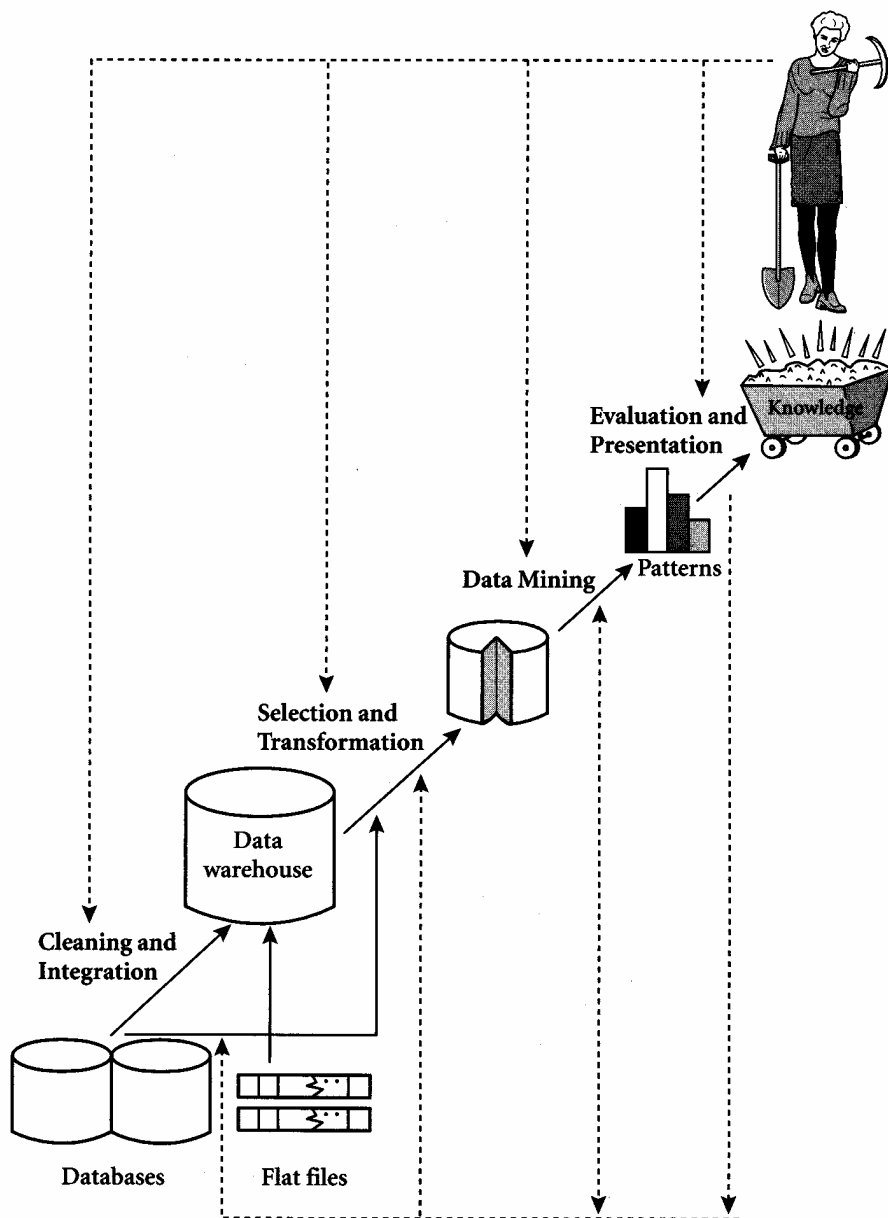 Knowledge
Evaluation and
Presentation
Patterns
Data Mining
Selection and
Transformation
Data
warehouse
Cleaning and
Integration
Databases
Flat files